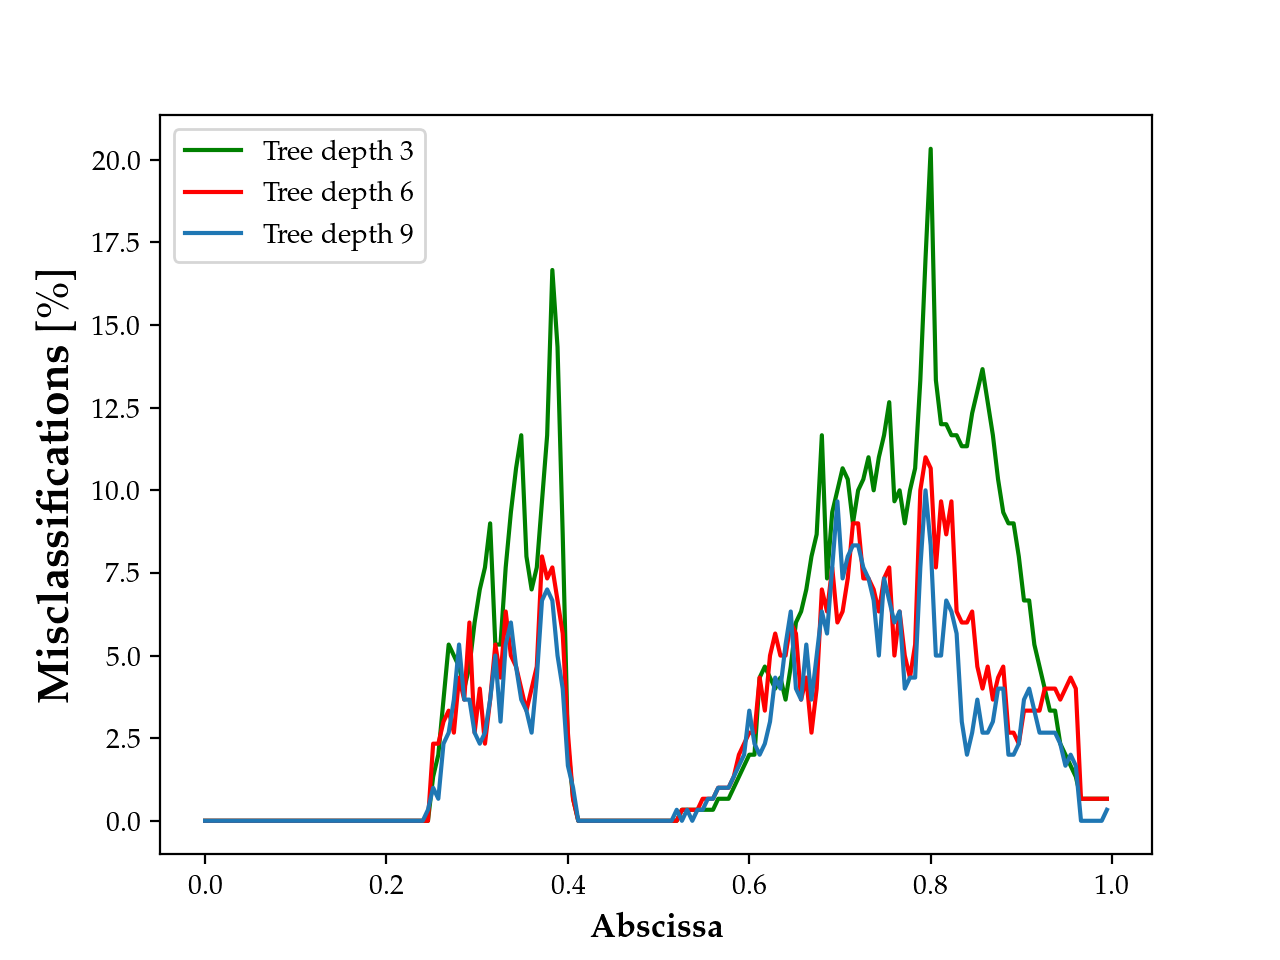 Tree depth 3
Tree depth 6
Tree depth 9
Misclassifications [%]
20.0
17.5
15.0
12.5
10.0
7.5
5.0
2.5
0.0
0.0 0.2 0.4 0.6 0.8 1.0
Abscissa